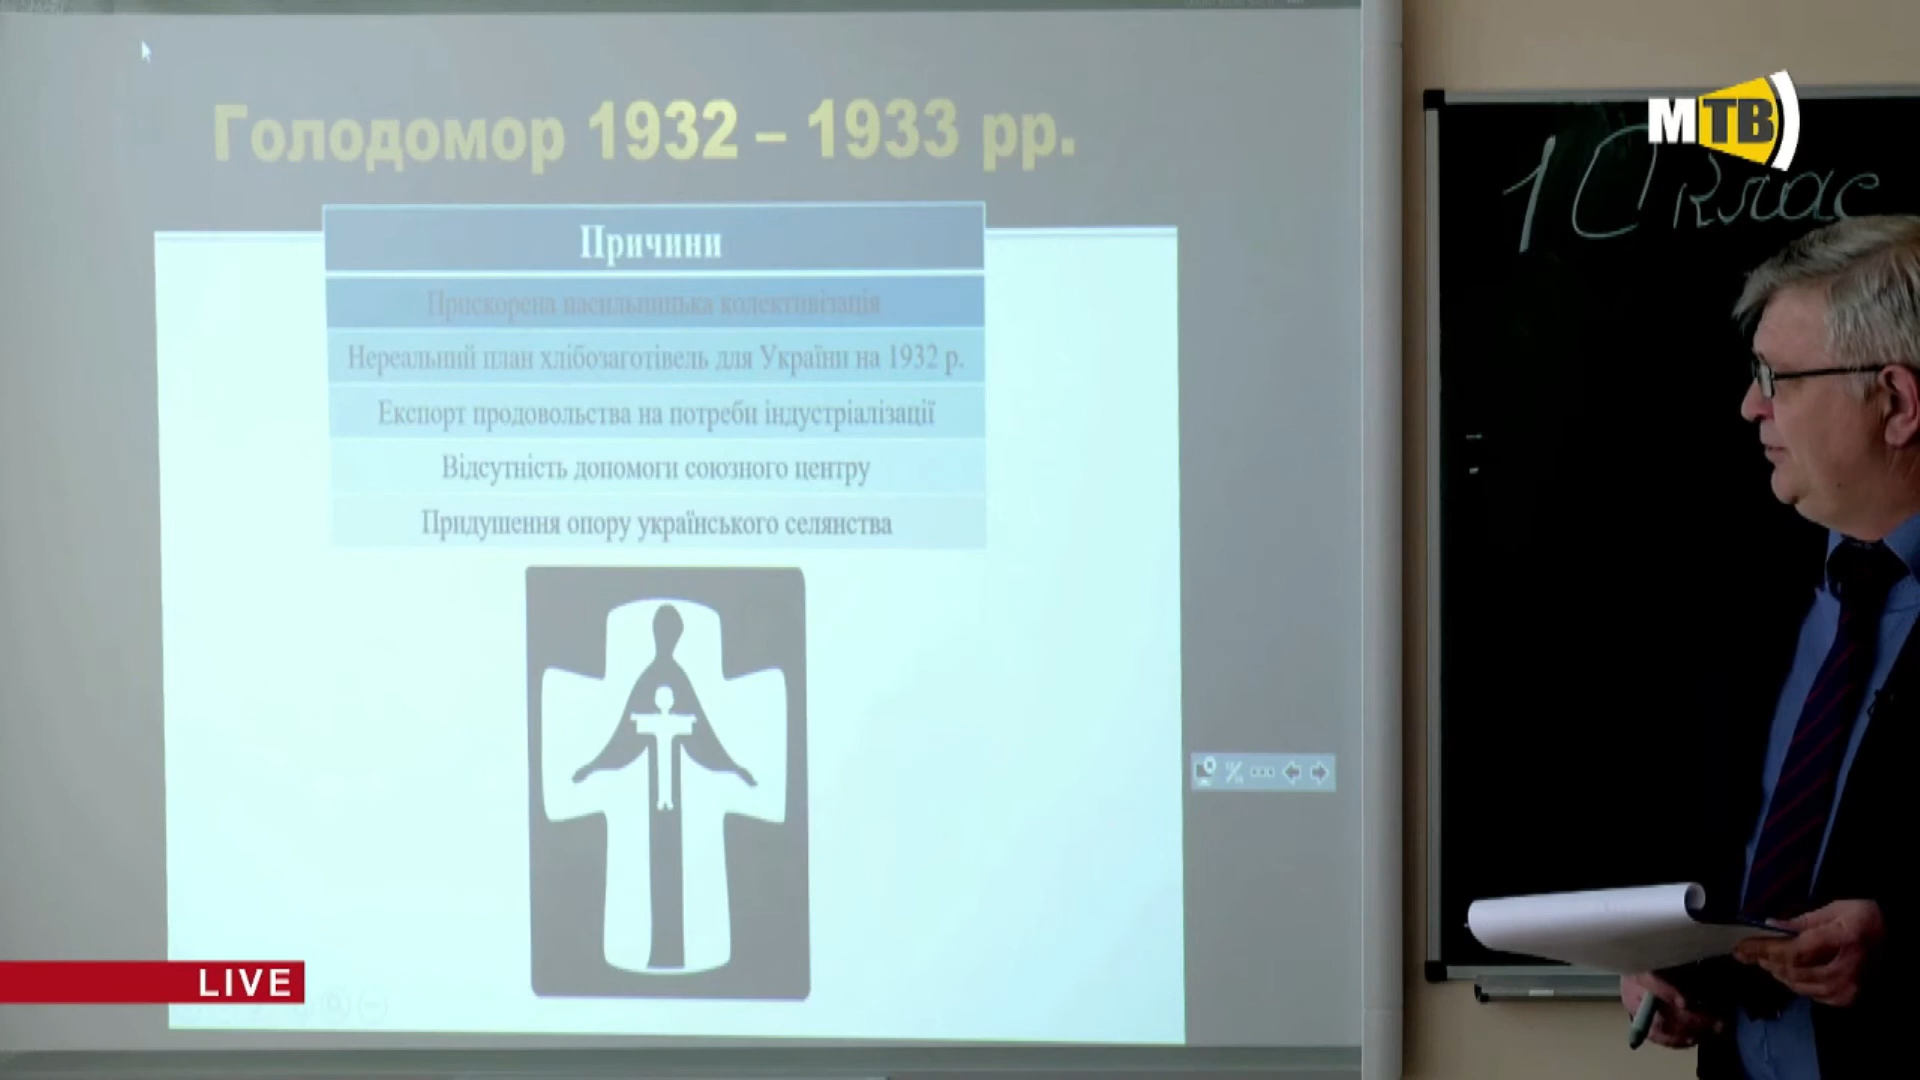 Голодомор 1932 – 1933 рр.
МТВ
10 клас
Причини
Прискорена насильницька колективізація
Нереальний план хлібозаготівель для України на 1932 р.
Експорт продовольства на потреби індустріалізації
Відсутність допомоги союзного центру
Придушення опору українського селянства
LIVE